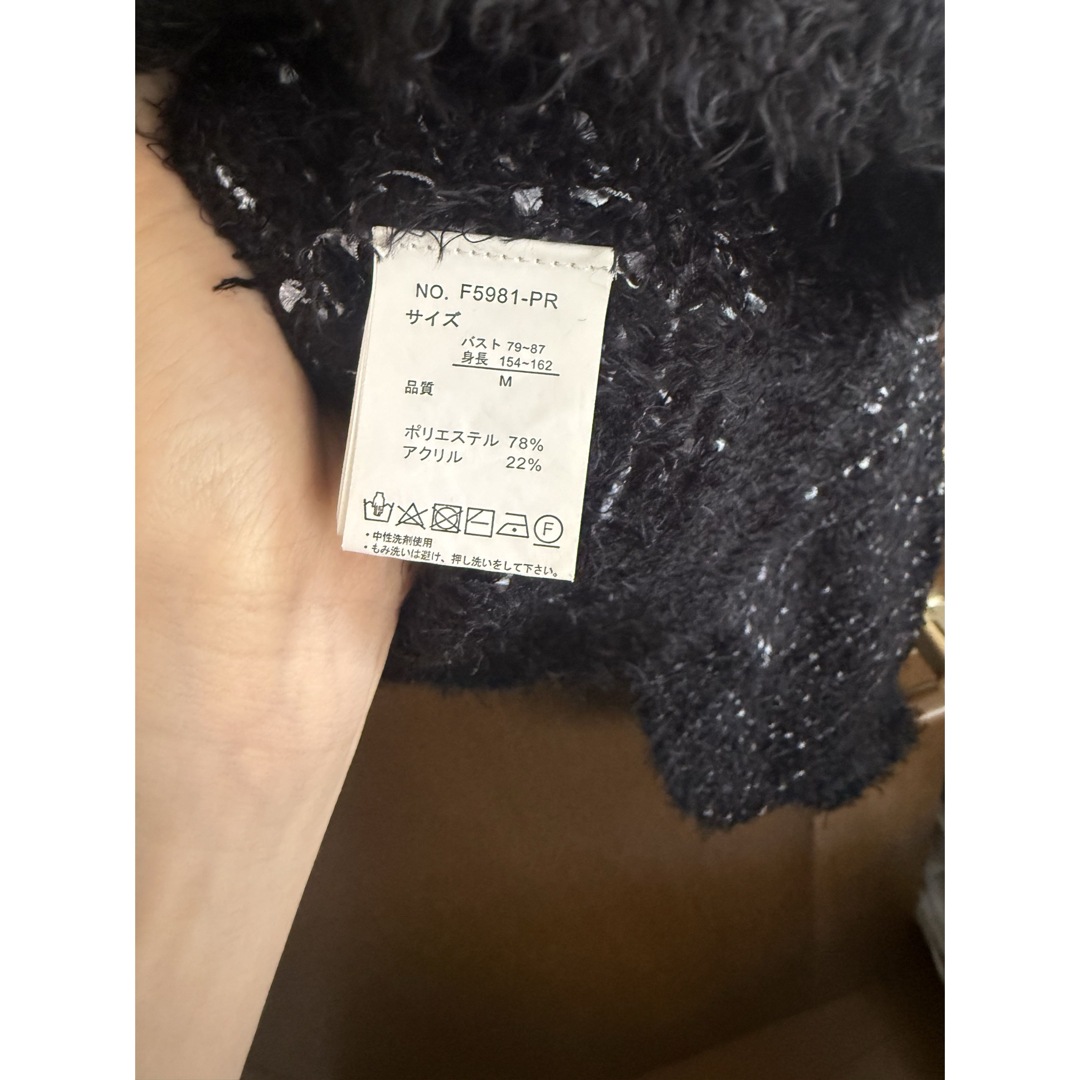 NO. F5981-PR
サイズ
バスト 79~87
身長 154~162
M
品質
ポリエステル 78%
アクリル 22%
F
・中性洗剤使用
・もみ洗いは避け、押し洗いをして下さい。